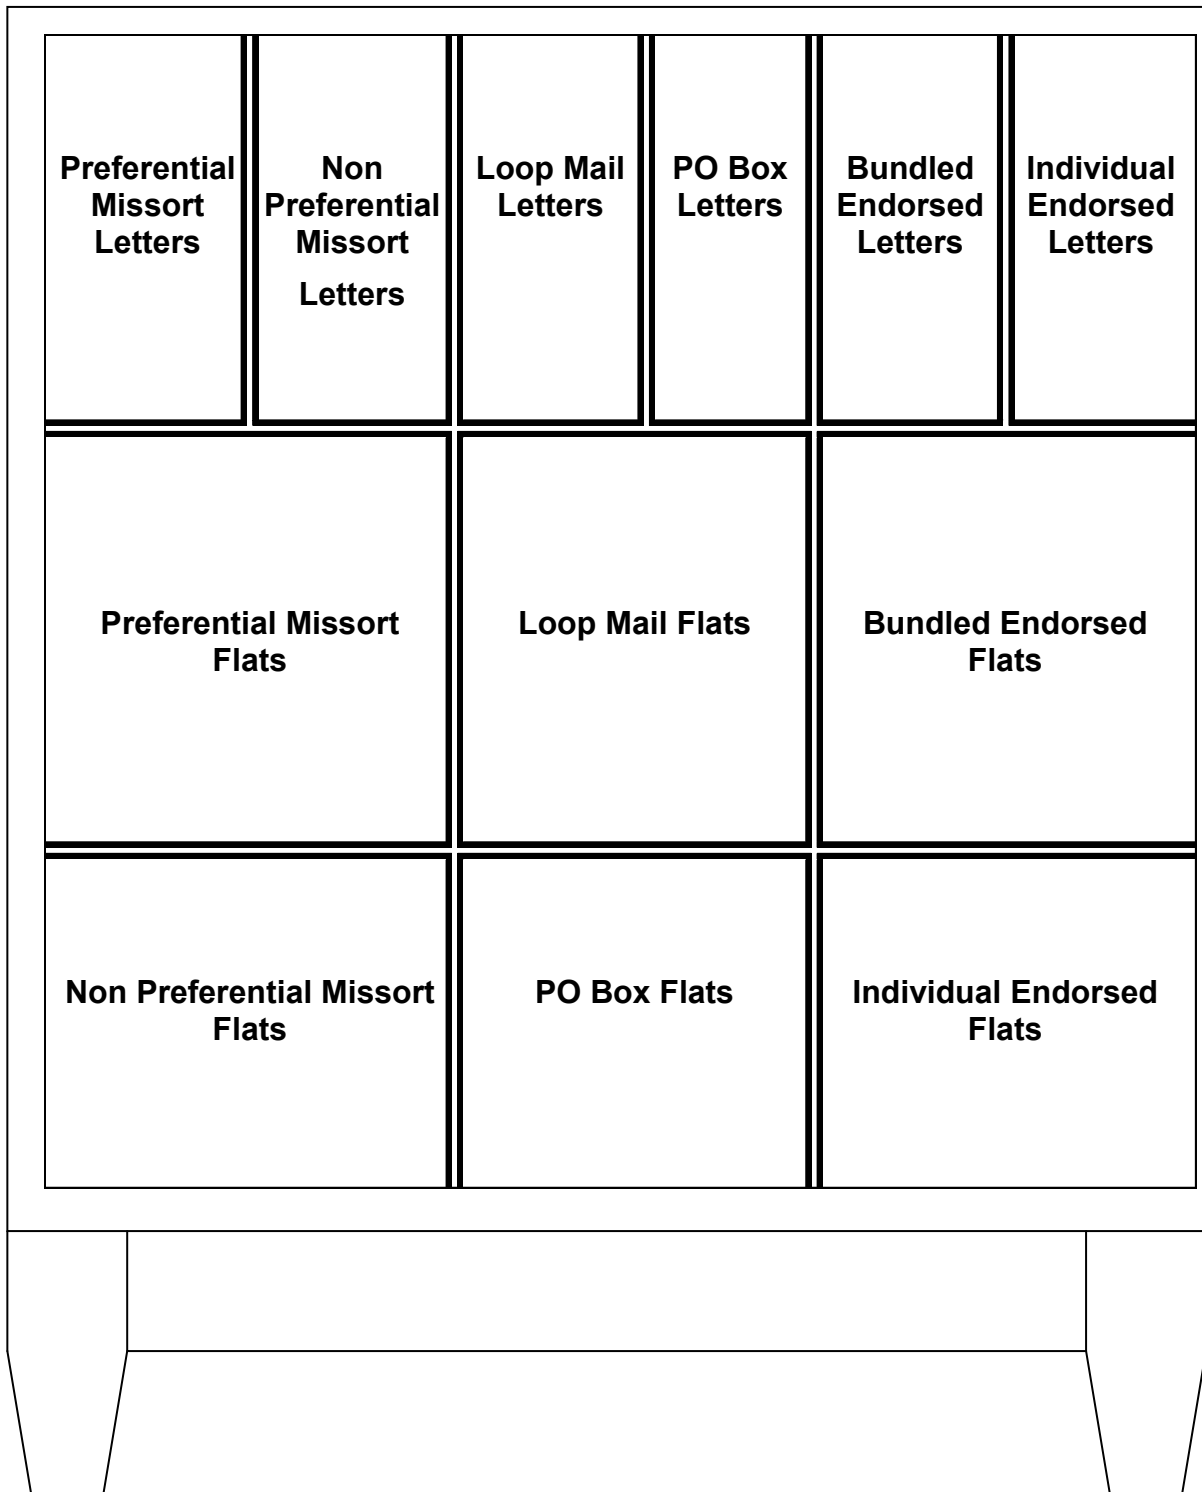 Preferential
Missort
Letters
Non
Preferential
Missort
Letters
Loop Mail
Letters
PO Box
Letters
Bundled
Endorsed
Letters
Individual
Endorsed
Letters
Preferential Missort
Flats
Loop Mail Flats
Bundled Endorsed
Flats
Non Preferential Missort
Flats
PO Box Flats
Individual Endorsed
Flats